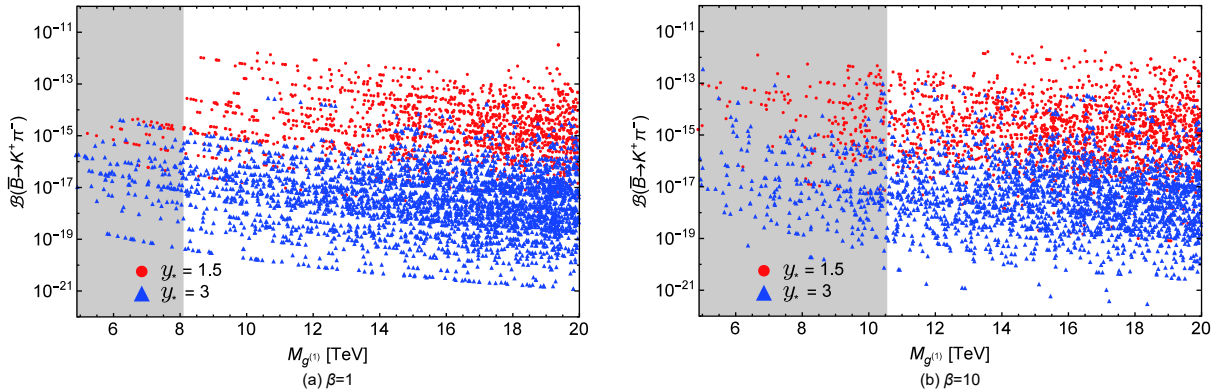 10⁻¹¹
10⁻¹³
10⁻¹⁵
10⁻¹⁷
10⁻¹⁹
10⁻²¹
ℬ(B̅→K⁺π⁻)
y⋆ = 1.5
y⋆ = 3
6 8 10 12 14 16 18 20
M_g⁽¹⁾ [TeV]
(a) β=1
10⁻¹¹
10⁻¹³
10⁻¹⁵
10⁻¹⁷
10⁻¹⁹
10⁻²¹
ℬ(B̅→K⁺π⁻)
y⋆ = 1.5
y⋆ = 3
6 8 10 12 14 16 18 20
M_g⁽¹⁾ [TeV]
(b) β=10